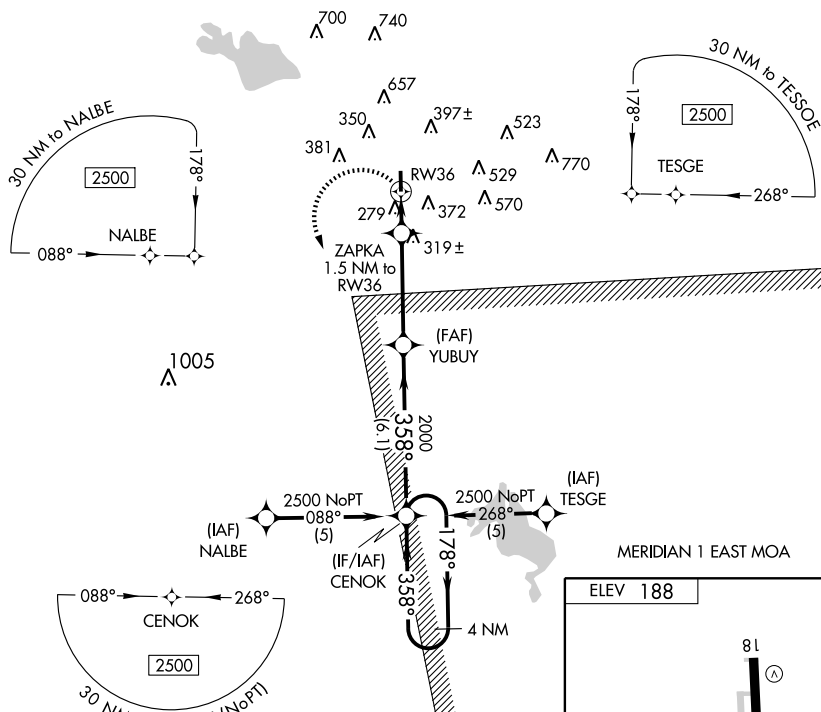 700
740
657
350
397±
523
381
770
529
RW36
279
372
570
319±
ZAPKA
1.5 NM to
RW36
30 NM to NALBE
2500
178°
NALBE
088°
30 NM to TESSOE
178°
2500
TESGE
268°
1005
(FAF)
YUBUY
2000
358°
(6.1)
(IAF)
NALBE
2500 NoPT
088°
(5)
2500 NoPT
268°
(5)
(IAF)
TESGE
(IF/IAF)
CENOK
178°
358°
4 NM
MERIDIAN 1 EAST MOA
088°
268°
CENOK
2500
30 NM
(NoPT)
ELEV 188
18
V